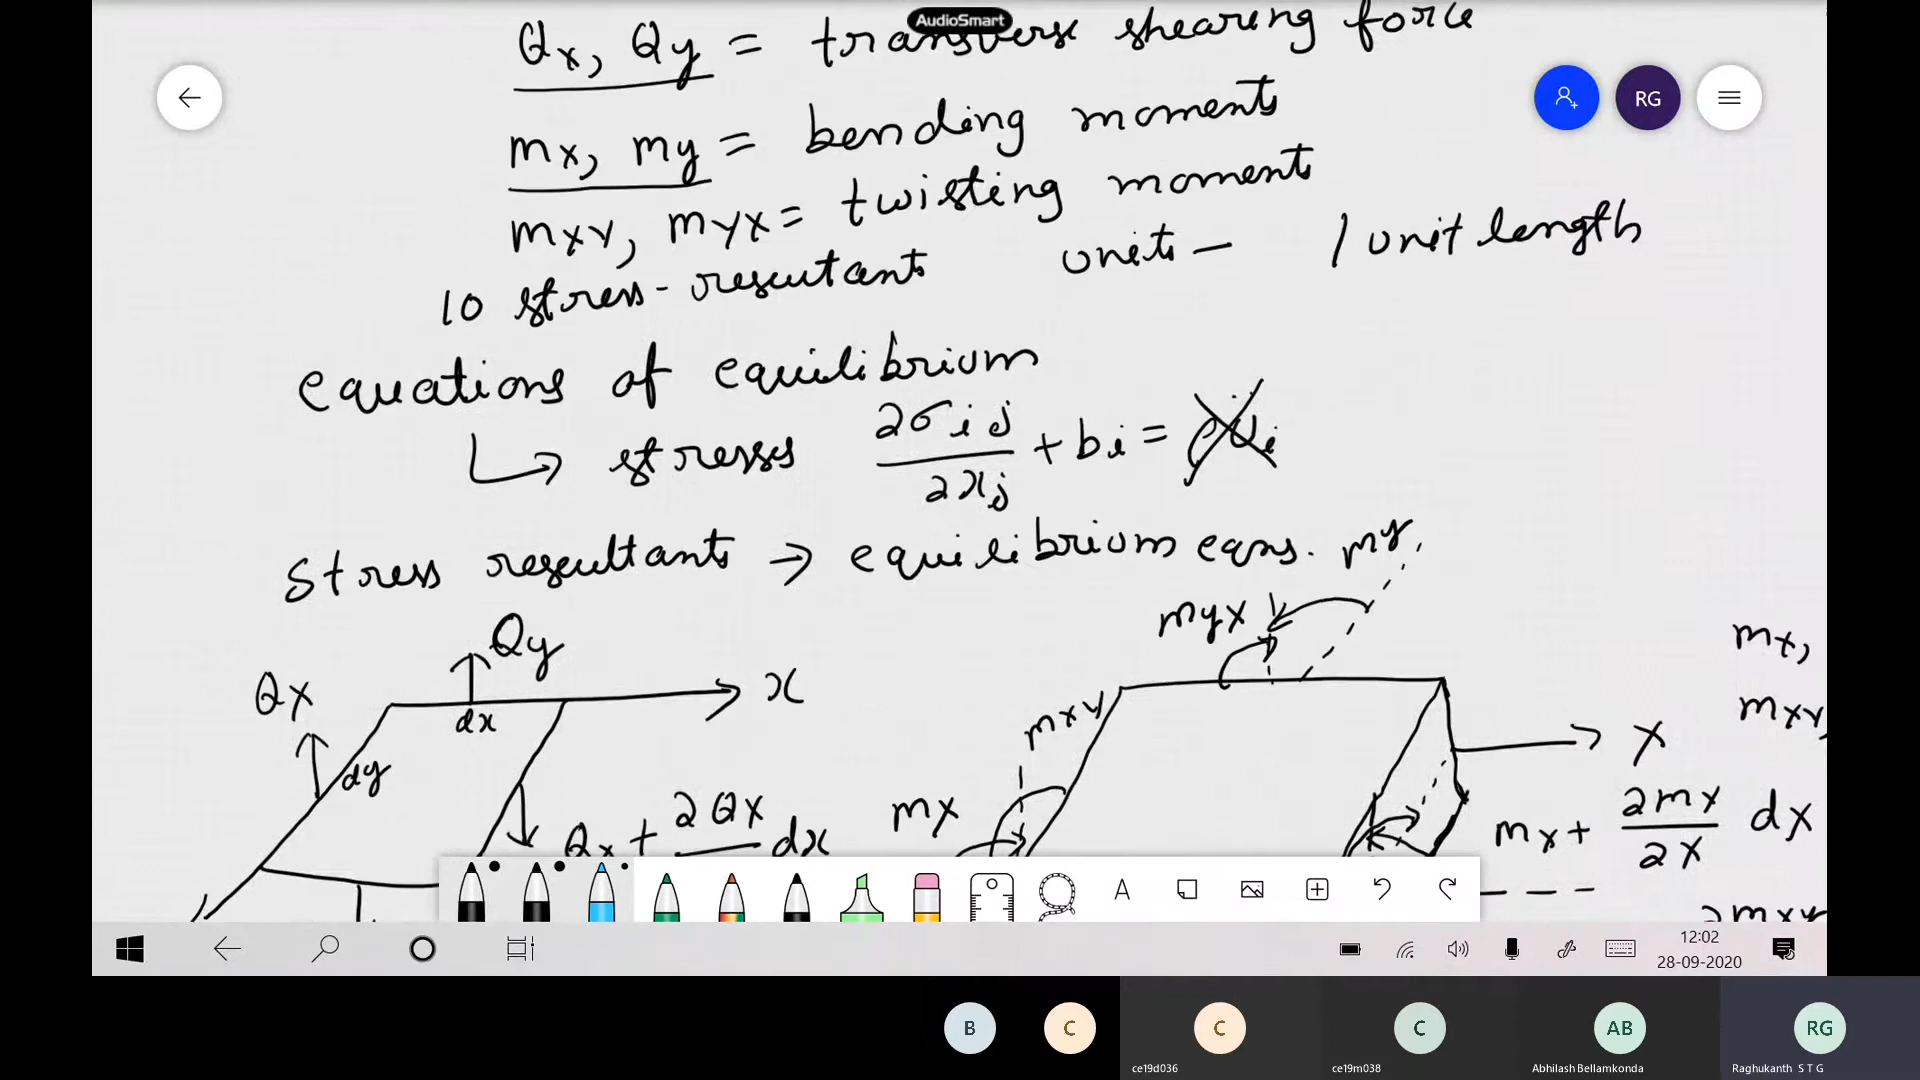 AudioSmart
Qx, Qy = transverse shearing force
RG
mx, my = bending moments
mxy, myx = twisting moments
10 stress-resultants units — / unit length
equations of equilibrium
↳ stresses ∂σij/∂xj + bi = ρüi
Stress resultants → equilibrium eqns.
my
myx
Qy
Qx
x
dx
dy
Qx + ∂Qx dx
mxy
mx
mx,
mxy,
x
mx + ∂mx/∂x dx
∂mxy
A
12:02
28-09-2020
B
C
C
C
AB
RG
ce19d036
ce19m038
Abhilash Bellamkonda
Raghukanth S T G